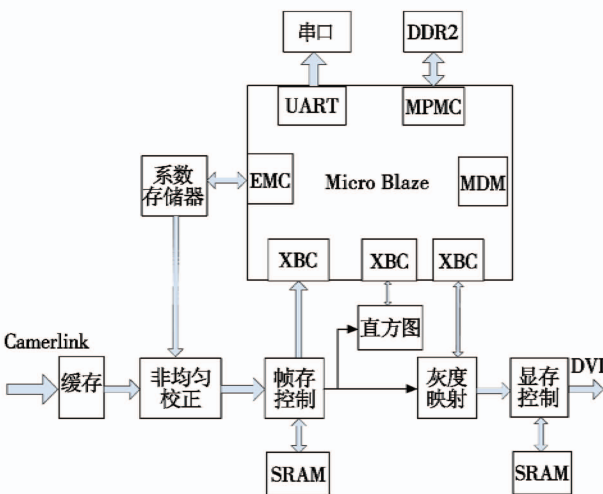 串口
DDR2
UART
MPMC
系数
存储器
EMC
Micro Blaze
MDM
XBC
XBC
XBC
Camerlink
直方图
缓存
非均匀
校正
帧存
控制
灰度
映射
显存
控制
DVI
SRAM
SRAM